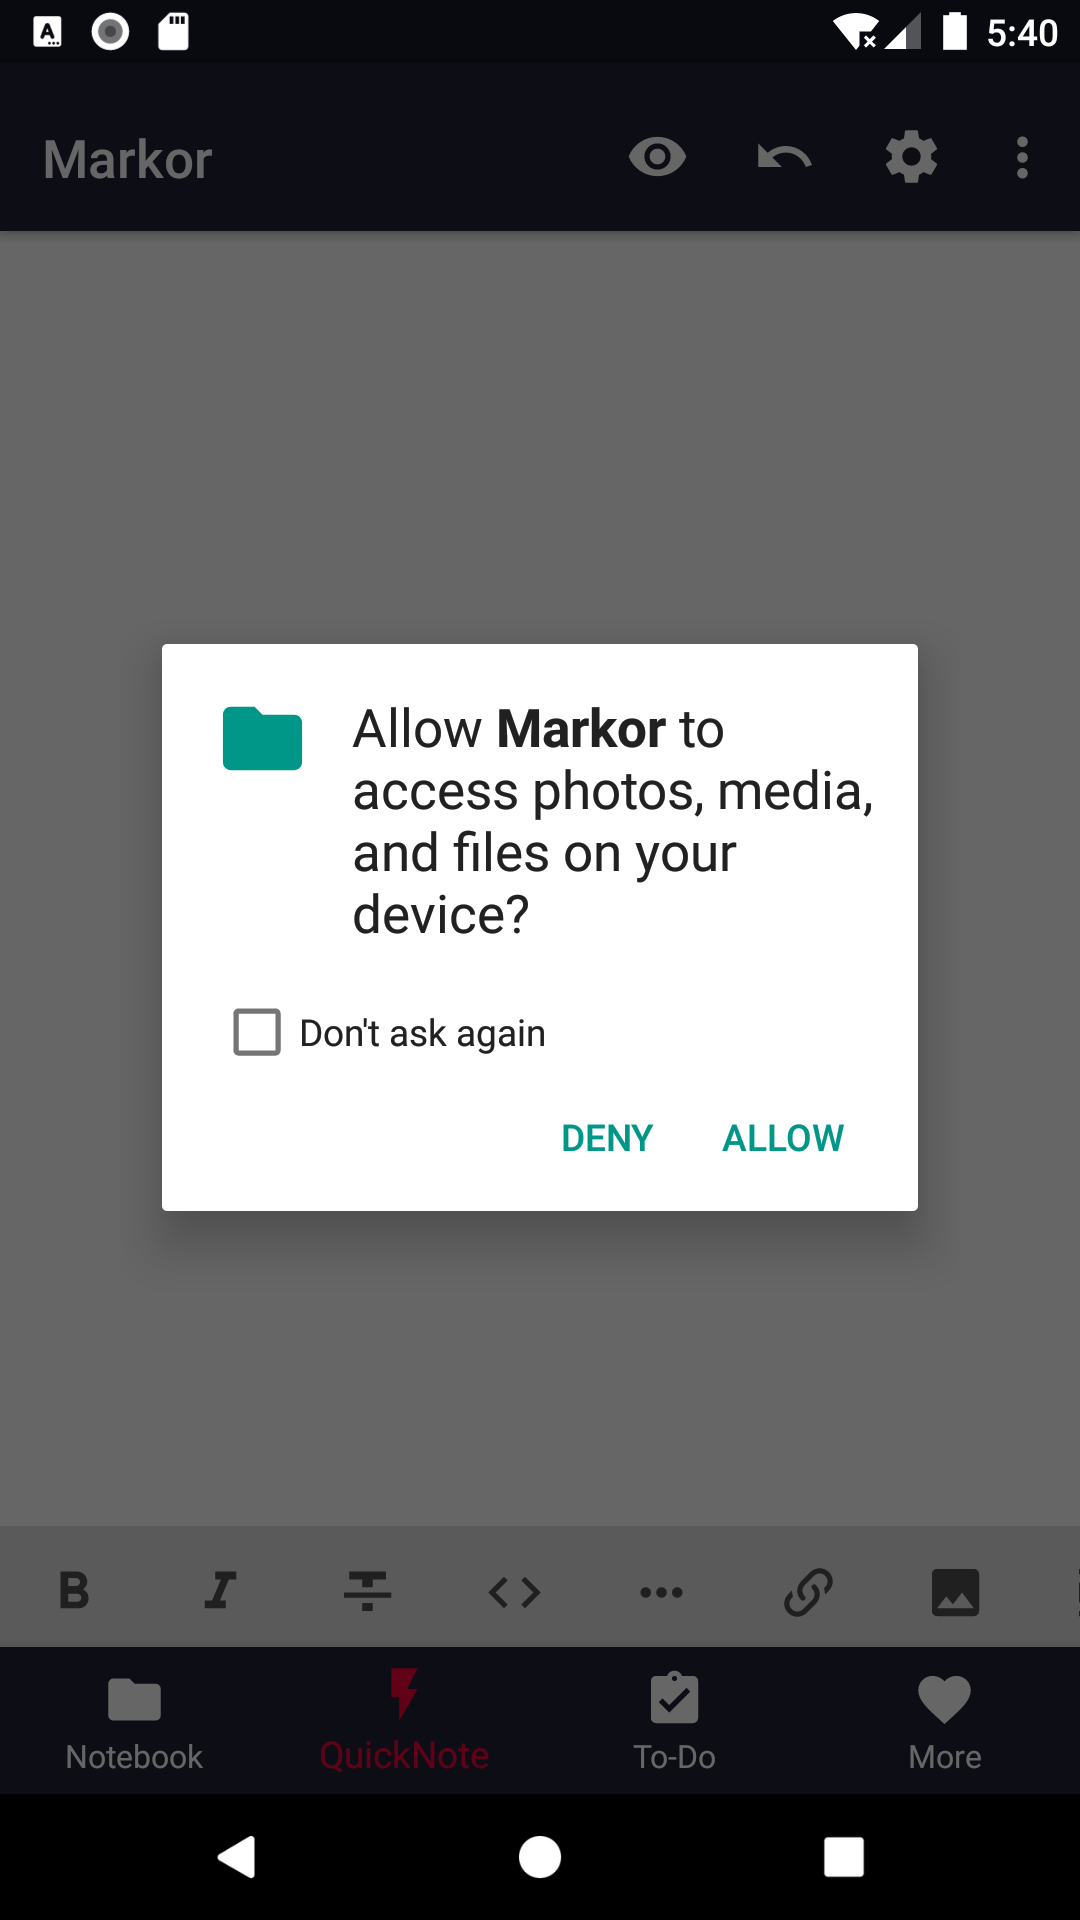 5:40
Markor
Allow Markor to
access photos, media,
and files on your
device?
Don't ask again
DENY ALLOW
Notebook QuickNote To-Do More